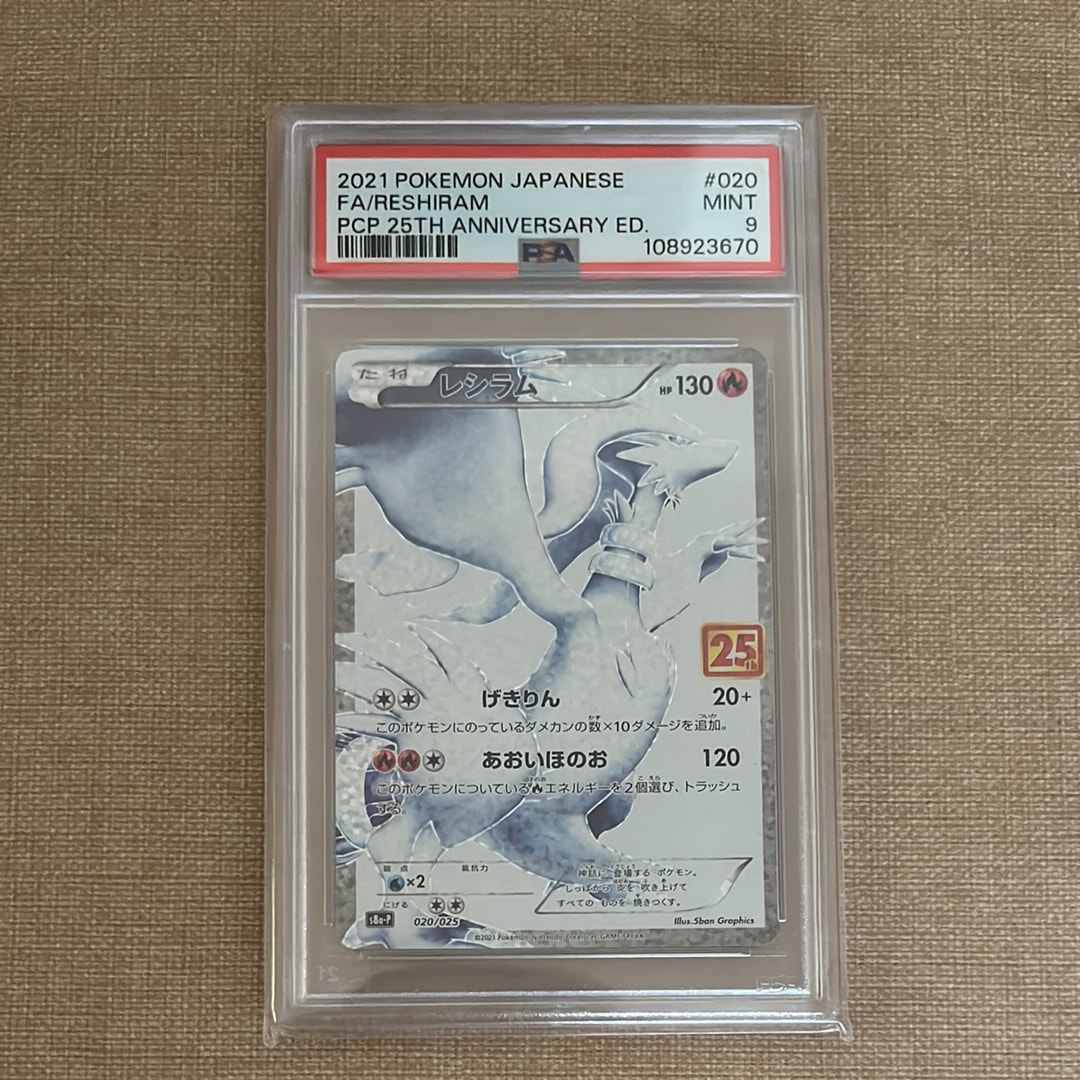 2021 POKEMON JAPANESE #020
FA/RESHIRAM MINT
PCP 25TH ANNIVERSARY ED. 9
PSA 108923670
たね レシラム HP 130
25th
げきりん 20+
このポケモンにのっているダメカンの数×10ダメージを追加。
あおいほのお 120
このポケモンについているエネルギーを2個選び、トラッシュ
する。
弱点 抵抗力
×2
にげる
神話に登場する ポケモン。
しっぽから 炎を 吹き上げて
すべての ものを 焼きつくす。
s8a-P 020/025 Illus.5ban Graphics
©2021 Pokémon/Nintendo/Creatures/GAME FREAK